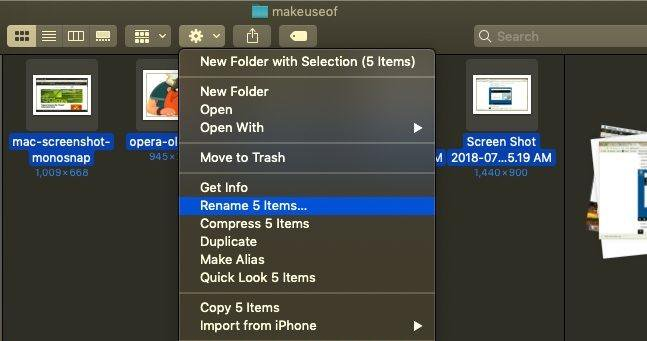 makeuseof
Search
New Folder with Selection (5 Items)
New Folder
Open
Open With
Move to Trash
Get Info
Rename 5 Items...
Compress 5 Items
Duplicate
Make Alias
Quick Look 5 Items
Copy 5 Items
Import from iPhone
mac-screenshot-
monosnap
1,009×668
opera-ol
945×
M
Screen Shot
2018-07...5.19 AM
1,440×900